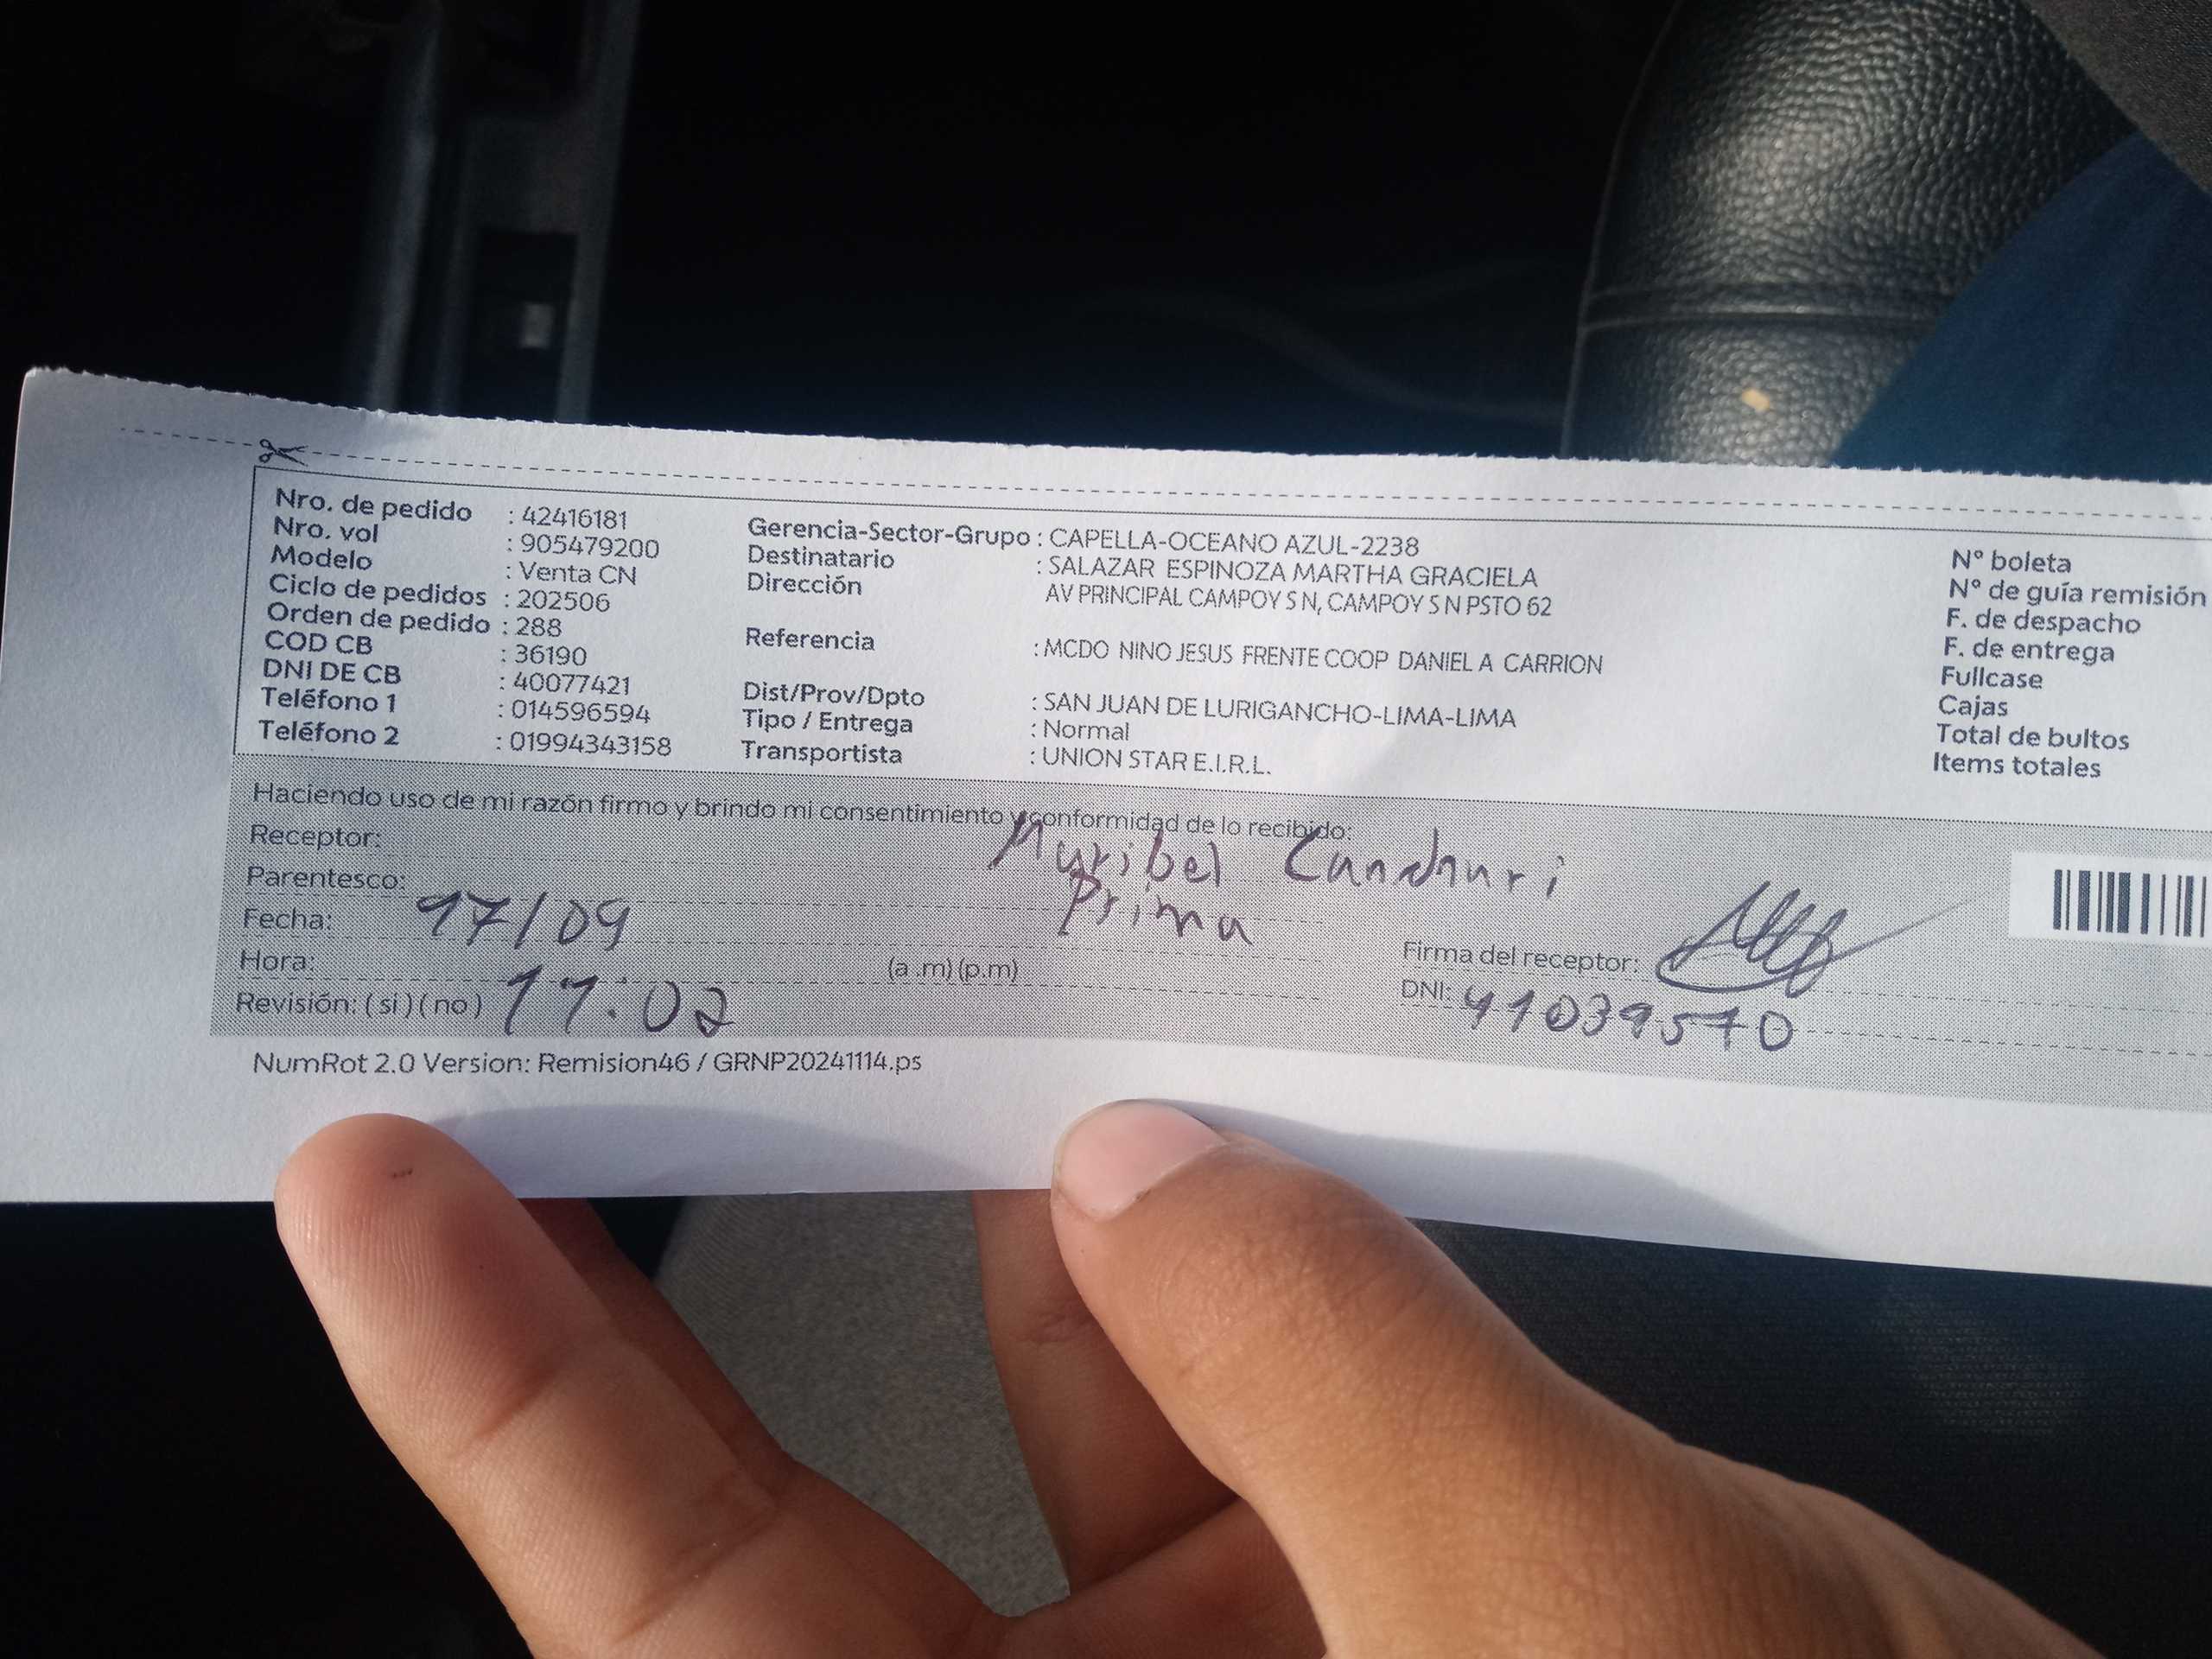 Nro. de pedido : 42416181
Nro. vol : 905479200
Modelo : Venta CN
Ciclo de pedidos : 202506
Orden de pedido : 288
COD CB : 36190
DNI DE CB : 40077421
Teléfono 1 : 014596594
Teléfono 2 : 01994343158
Gerencia-Sector-Grupo : CAPELLA-OCEANO AZUL-2238
Destinatario : SALAZAR ESPINOZA MARTHA GRACIELA
Dirección AV PRINCIPAL CAMPOY S N, CAMPOY S N PSTO 62
Referencia : MCDO NINO JESUS FRENTE COOP DANIEL A CARRION
Dist/Prov/Dpto : SAN JUAN DE LURIGANCHO-LIMA-LIMA
Tipo / Entrega : Normal
Transportista : UNION STAR E.I.R.L.
N° boleta
N° de guía remisión
F. de despacho
F. de entrega
Fullcase
Cajas
Total de bultos
Items totales
Haciendo uso de mi razón firmo y brindo mi consentimiento y conformidad de lo recibido:
Receptor: Maribel
Parentesco: Prima
Fecha: 17/09
Hora: (a .m) (p.m)
Revisión: ( si ) ( no ) 11:02
Firma del receptor:
DNI: 41039570
NumRot 2.0 Version: Remision46 / GRNP20241114.ps